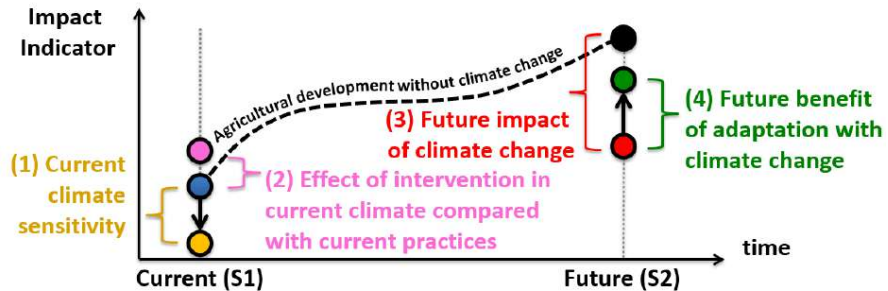 Impact
Indicator
Agricultural development without climate change
(1) Current
climate
sensitivity
(2) Effect of intervention in
current climate compared
with current practices
(3) Future impact
of climate change
(4) Future benefit
of adaptation with
climate change
time
Current (S1)
Future (S2)